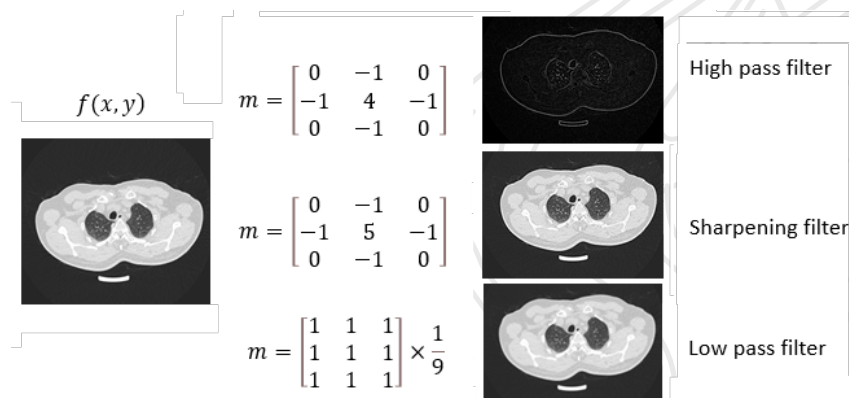 f(x, y)
m = [0 −1 0
−1 4 −1
0 −1 0]
High pass filter
m = [0 −1 0
−1 5 −1
0 −1 0]
Sharpening filter
m = [1 1 1
1 1 1
1 1 1] × 1/9
Low pass filter